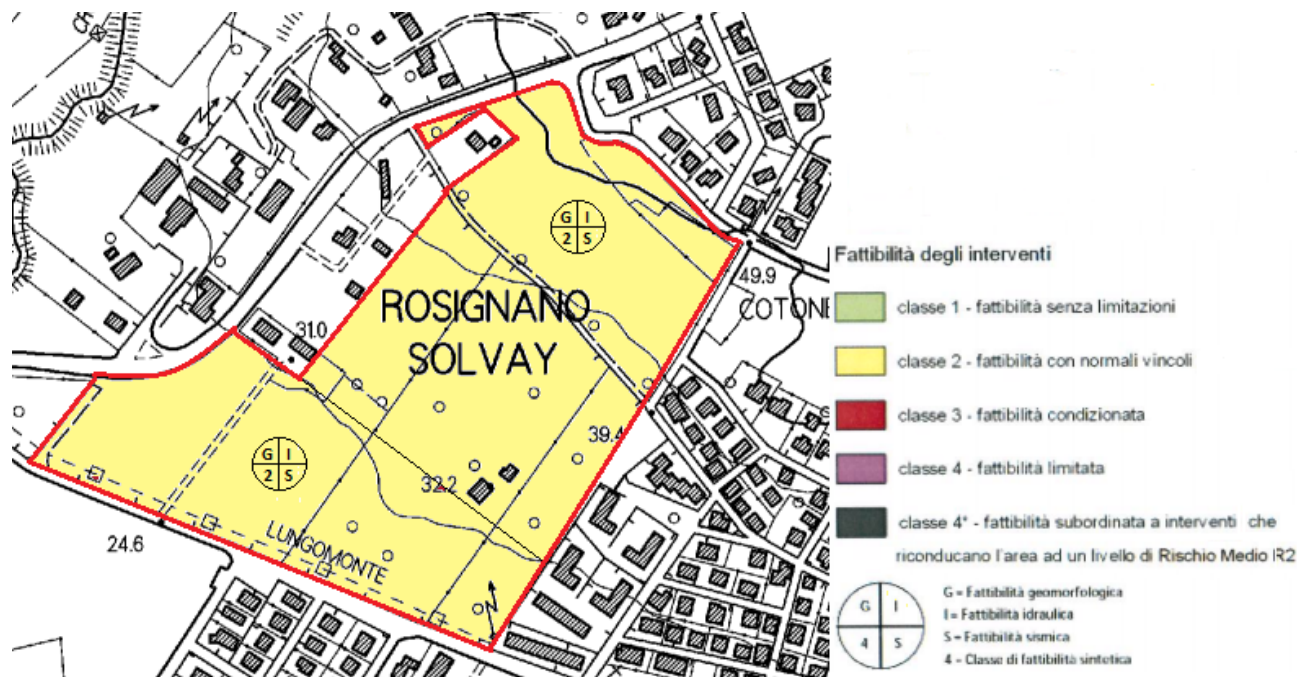 G I
2 S
49.9
COTONE
ROSIGNANO
SOLVAY
31.0
39.4
G I
2 S
32.2
24.6
LUNGOMONTE
N
Fattibilità degli interventi
classe 1 - fattibilità senza limitazioni
classe 2 - fattibilità con normali vincoli
classe 3 - fattibilità condizionata
classe 4 - fattibilità limitata
classe 4* - fattibilità subordinata a interventi che
riconducano l'area ad un livello di Rischio Medio IR2
G I
4 S
G = Fattibilità geomorfologica
I = Fattibilità idraulica
S = Fattibilità sismica
4 - Classe di fattibilità sintetica